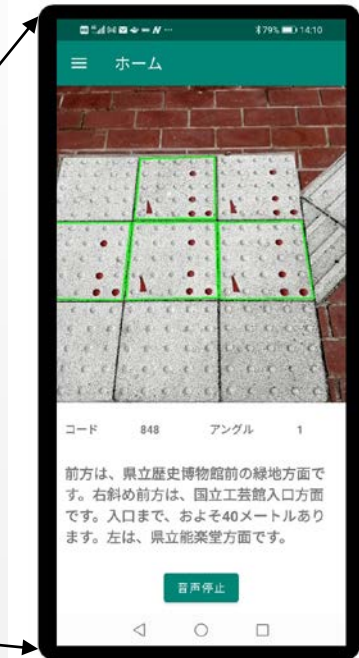 79% 14:10
ホーム
コード 848 アングル 1
前方は、県立歴史博物館前の緑地方面で
す。右斜め前方は、国立工芸館入口方面
です。入口まで、およそ40メートルあり
ます。左は、県立能楽堂方面です。
音声停止